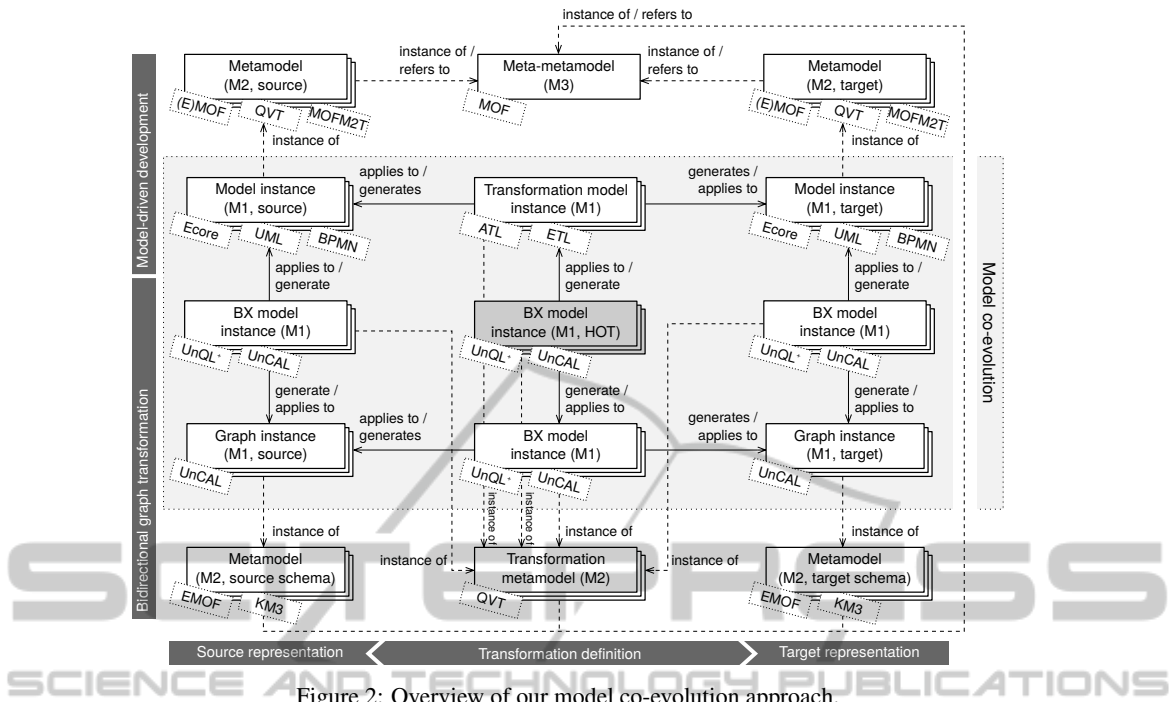 instance of / refers to
Metamodel
(M2, source)
(E)MOF
QVT
MOFM2T
instance of /
refers to
Meta-metamodel
(M3)
MOF
instance of /
refers to
Metamodel
(M2, target)
(E)MOF
QVT
MOFM2T
instance of
instance of
Model-driven development
Model instance
(M1, source)
Ecore
UML
BPMN
applies to /
generates
Transformation model
instance (M1)
ATL
ETL
generates /
applies to
Model instance
(M1, target)
Ecore
UML
BPMN
applies to /
generate
applies to /
generate
applies to /
generate
BX model
instance (M1)
UnQL+
UnCAL
BX model
instance (M1, HOT)
UnQL+
UnCAL
BX model
instance (M1)
UnQL+
UnCAL
Model co-evolution
generate /
applies to
generate /
applies to
generate /
applies to
Bidirectional graph transformation
Graph instance
(M1, source)
UnCAL
applies to /
generates
BX model
instance (M1)
UnQL+
UnCAL
generates /
applies to
Graph instance
(M1, target)
UnCAL
instance of
instance of
instance of
instance of
instance of
instance of
instance of
Metamodel
(M2, source schema)
EMOF
KM3
Transformation
metamodel (M2)
QVT
Metamodel
(M2, target schema)
EMOF
KM3
Source representation
Transformation definition
Target representation
SCITEPRESS
SCIENCE AND TECHNOLOGY PUBLICATIONS
Figure 2: Overview of our model co-evolution approach.